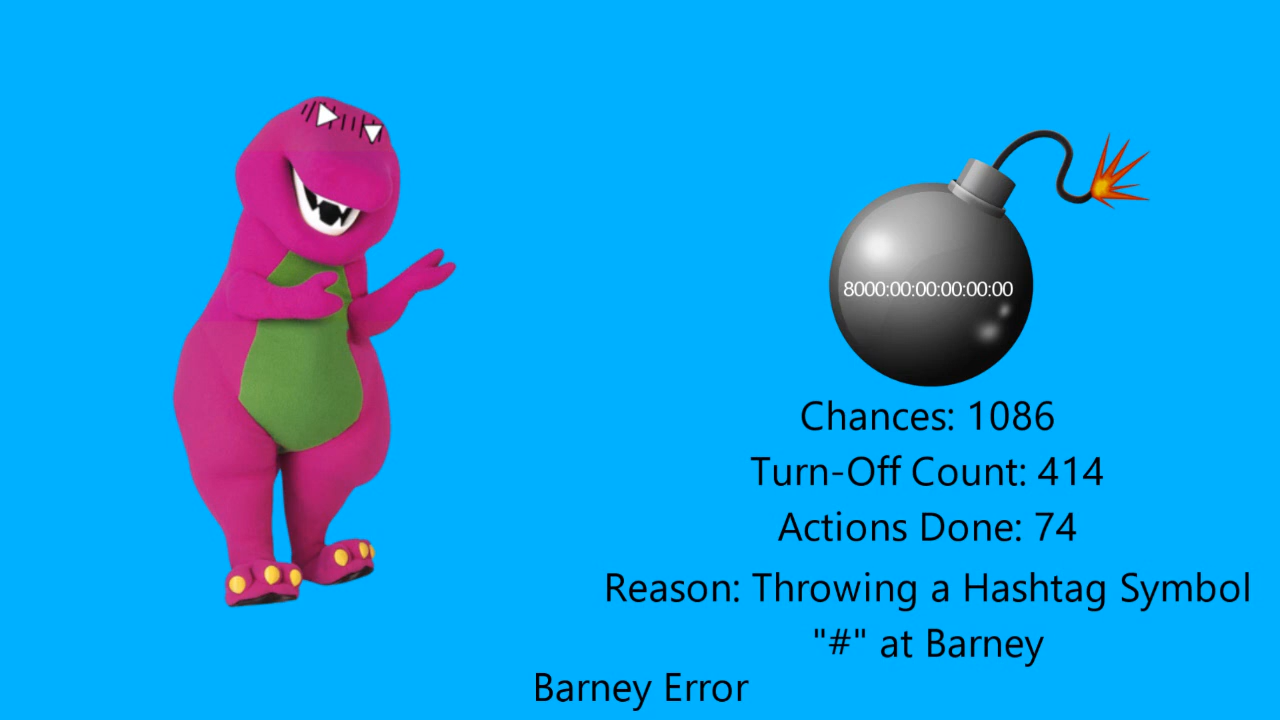 8000:00:00:00:00:00
Chances: 1086
Turn-Off Count: 414
Actions Done: 74
Reason: Throwing a Hashtag Symbol
"#" at Barney
Barney Error